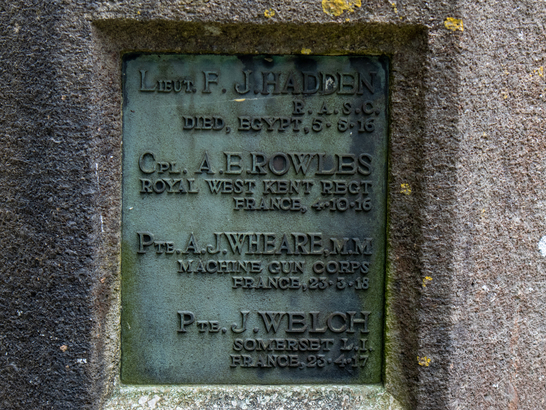 LIEUT. F. J. HADDEN
R.A.S.C.
DIED, EGYPT, 5·5·16
CPL. A.E. ROWLES
ROYAL WEST KENT REGT
FRANCE, 4·10·16
PTE. A.J. WHEARE, M.M
MACHINE GUN CORPS
FRANCE, 23·3·18
PTE. J. WELCH
SOMERSET L.I.
FRANCE, 23·4·17